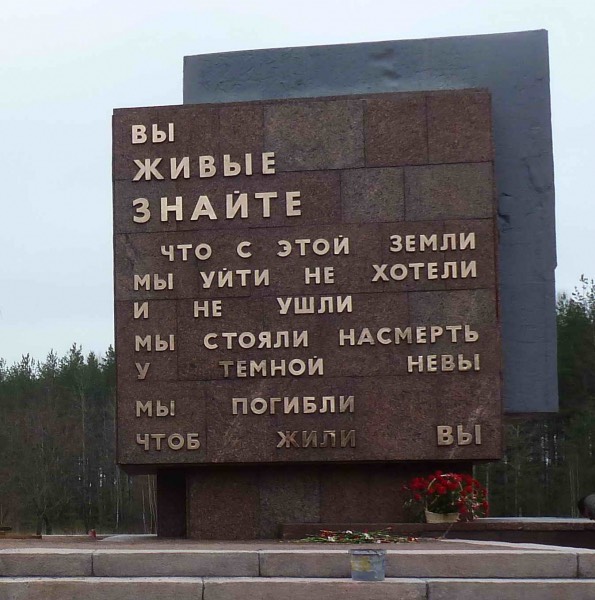 ВЫ
ЖИВЫЕ
ЗНАЙТЕ
ЧТО С ЭТОЙ ЗЕМЛИ
МЫ УЙТИ НЕ ХОТЕЛИ
И НЕ УШЛИ
МЫ СТОЯЛИ НАСМЕРТЬ
У ТЕМНОЙ НЕВЫ
МЫ ПОГИБЛИ
ЧТОБ ЖИЛИ ВЫ